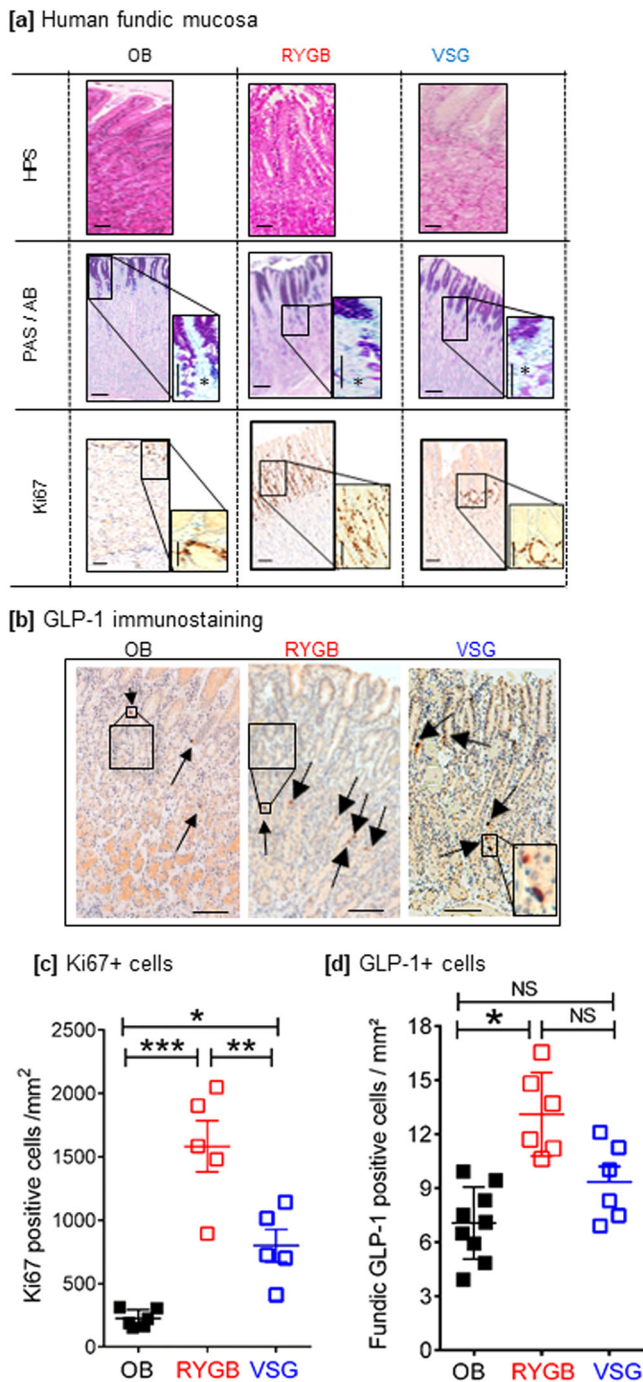 [a] Human fundic mucosa
OB RYGB VSG
HPS
PAS / AB
*
*
*
Ki67
[b] GLP-1 immunostaining
OB RYGB VSG
[c] Ki67+ cells
*
*** **
Ki67 positive cells /mm²
2500
2000
1500
1000
500
0
OB RYGB VSG
[d] GLP-1+ cells
NS
* NS
Fundic GLP-1 positive cells / mm²
18
15
12
9
6
3
0
OB RYGB VSG